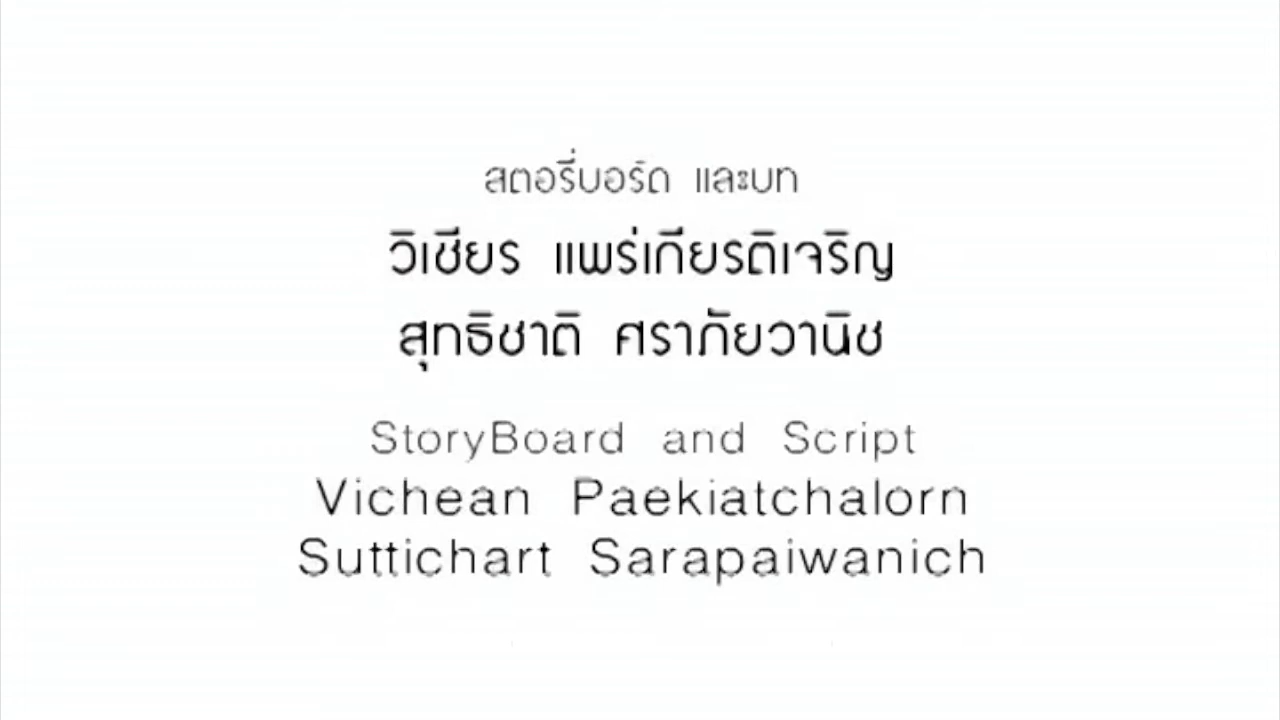 สตอรี่บอร์ด และบท
วิเชียร แพร่เกียรติเจริญ
สุทธิชาติ ศราภัยวานิช
StoryBoard and Script
Vichean Paekiatchalorn
Suttichart Sarapaiwanich